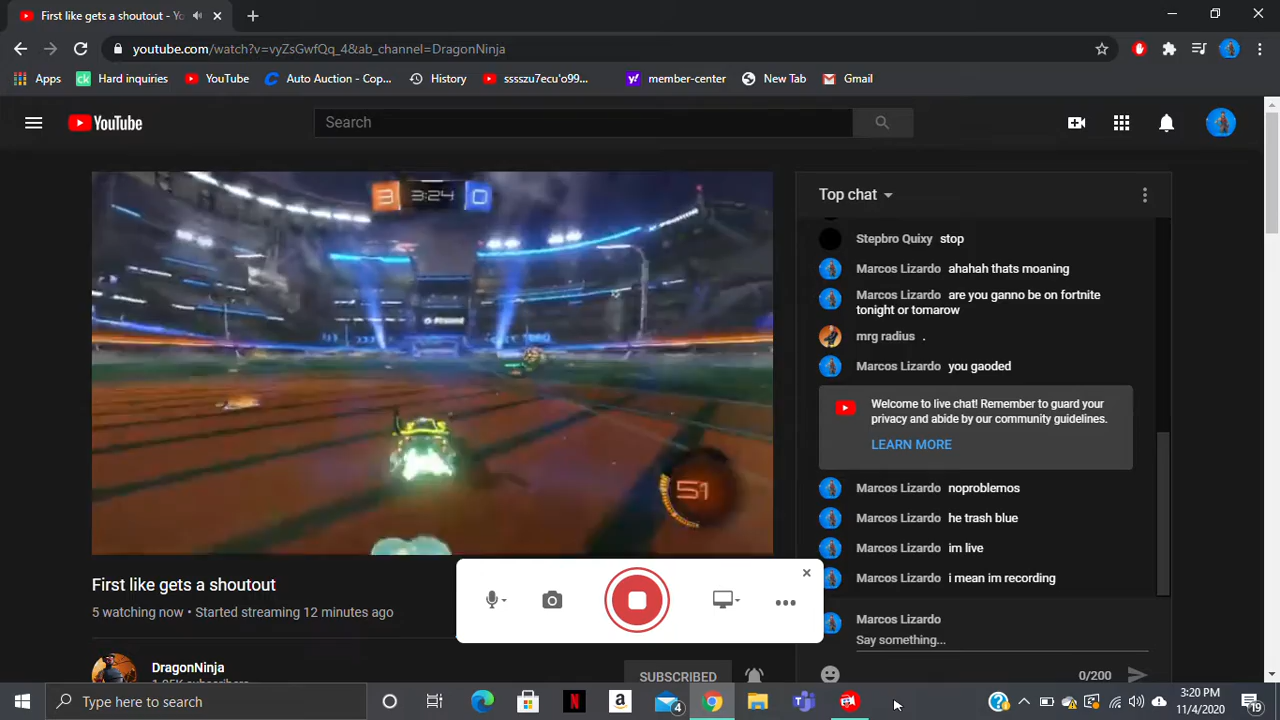 First like gets a shoutout - Yo
youtube.com/watch?v=vyZsGwfQq_4&ab_channel=DragonNinja
Apps
ck
Hard inquiries
YouTube
Auto Auction - Cop...
History
sssszu7ecu'o99...
y!
member-center
New Tab
Gmail
YouTube
Search
3 3:24 0
51
Top chat
Stepbro Quixy stop
Marcos Lizardo ahahah thats moaning
Marcos Lizardo are you ganno be on fortnite
tonight or tomarow
mrg radius .
Marcos Lizardo you gaoded
Welcome to live chat! Remember to guard your
privacy and abide by our community guidelines.
LEARN MORE
Marcos Lizardo noproblemos
Marcos Lizardo he trash blue
Marcos Lizardo im live
Marcos Lizardo i mean im recording
Marcos Lizardo
Say something...
0/200
First like gets a shoutout
5 watching now • Started streaming 12 minutes ago
DragonNinja
SUBSCRIBED
Type here to search
4
3:20 PM
11/4/2020
19